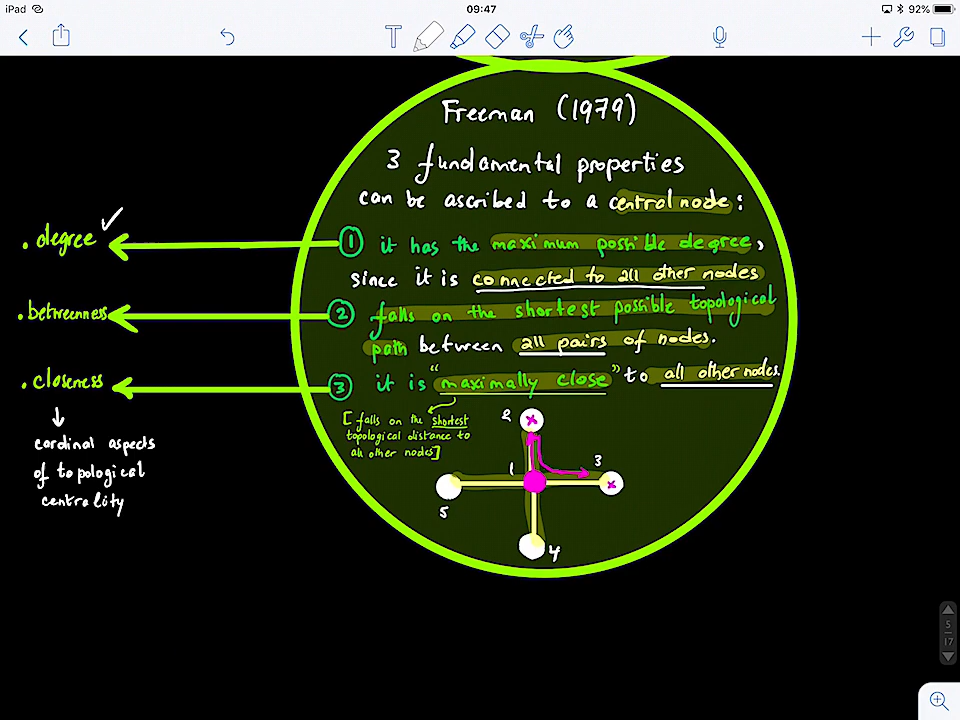 iPad
09:47
92%
T
Freeman (1979)
3 fundamental properties
can be ascribed to a central node:
① it has the maximum possible degree,
since it is connected to all other nodes
② falls on the shortest possible topological
path between all pairs of nodes.
③ it is "maximally close" to all other nodes.
[falls on the shortest
topological distance to
all other nodes]
. degree ✓
. betweenness
. closeness
cardinal aspects
of topological
centrality
2
1
3
5
4
5
17